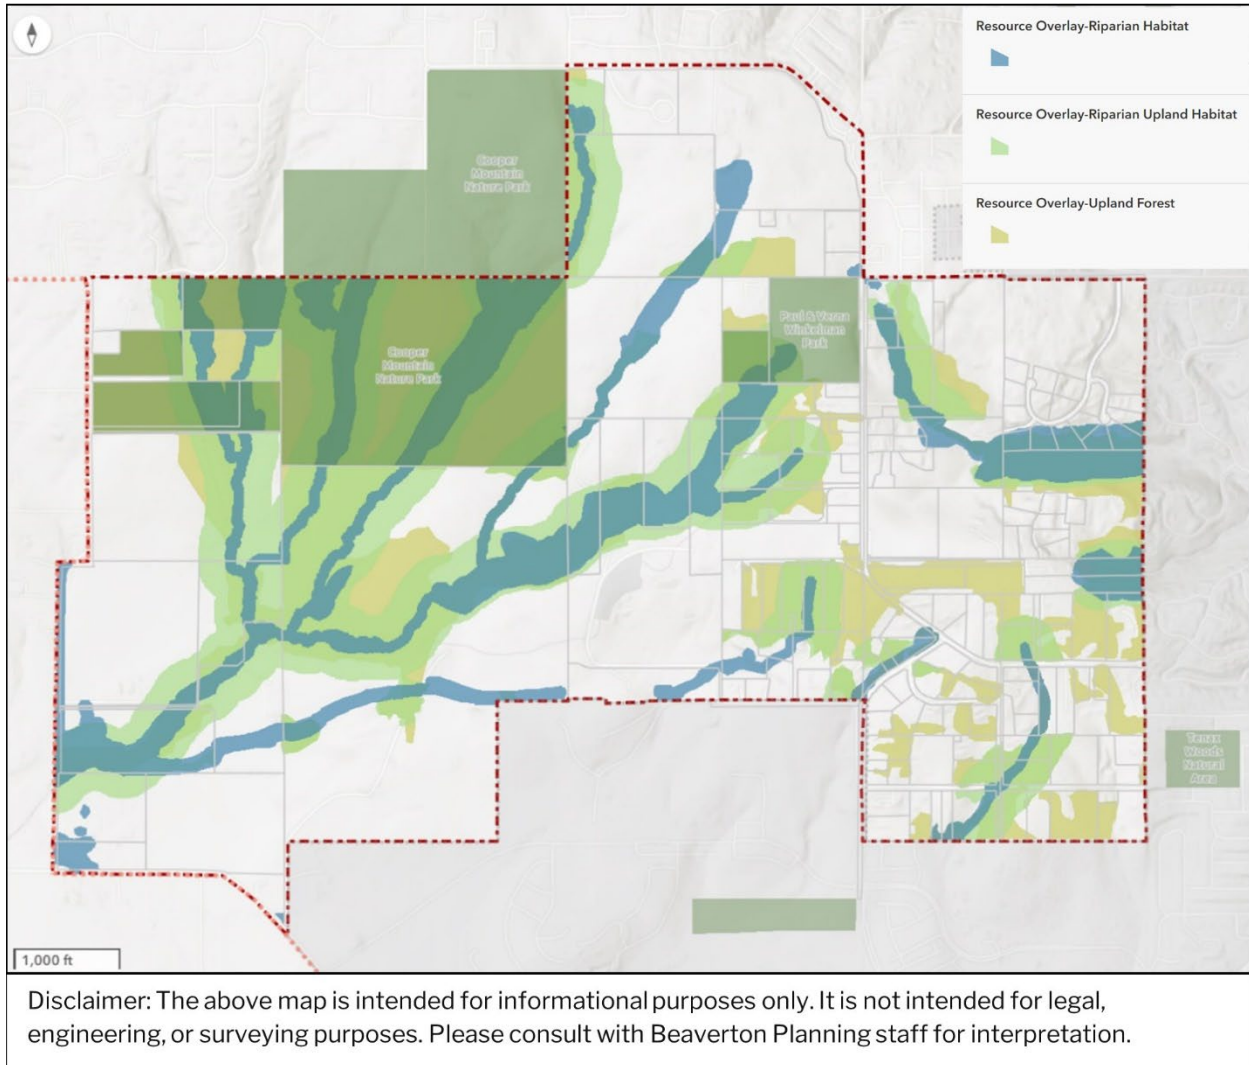 Resource Overlay-Riparian Habitat
Resource Overlay-Riparian Upland Habitat
Resource Overlay-Upland Forest
Cooper
Mountain
Nature Park
Cooper
Mountain
Nature Park
Paul & Verna
Winkelman
Park
Tenax
Woods
Natural
Area
1,000 ft
Disclaimer: The above map is intended for informational purposes only. It is not intended for legal,
engineering, or surveying purposes. Please consult with Beaverton Planning staff for interpretation.